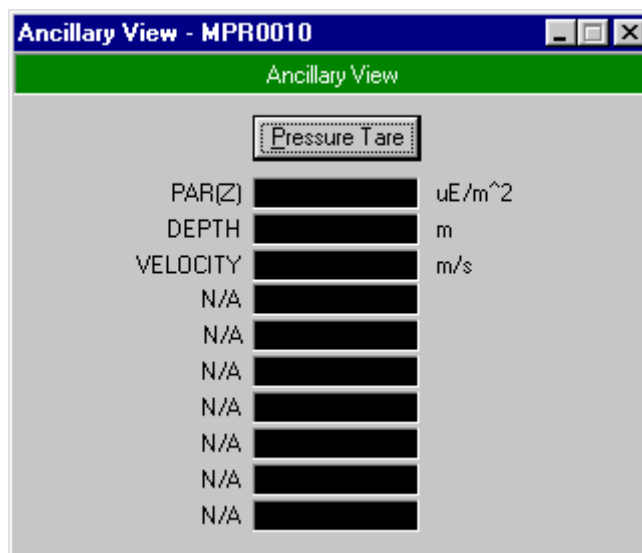 Ancillary View - MPR0010
Ancillary View
Pressure Tare
PAR(Z) uE/m^2
DEPTH m
VELOCITY m/s
N/A
N/A
N/A
N/A
N/A
N/A
N/A